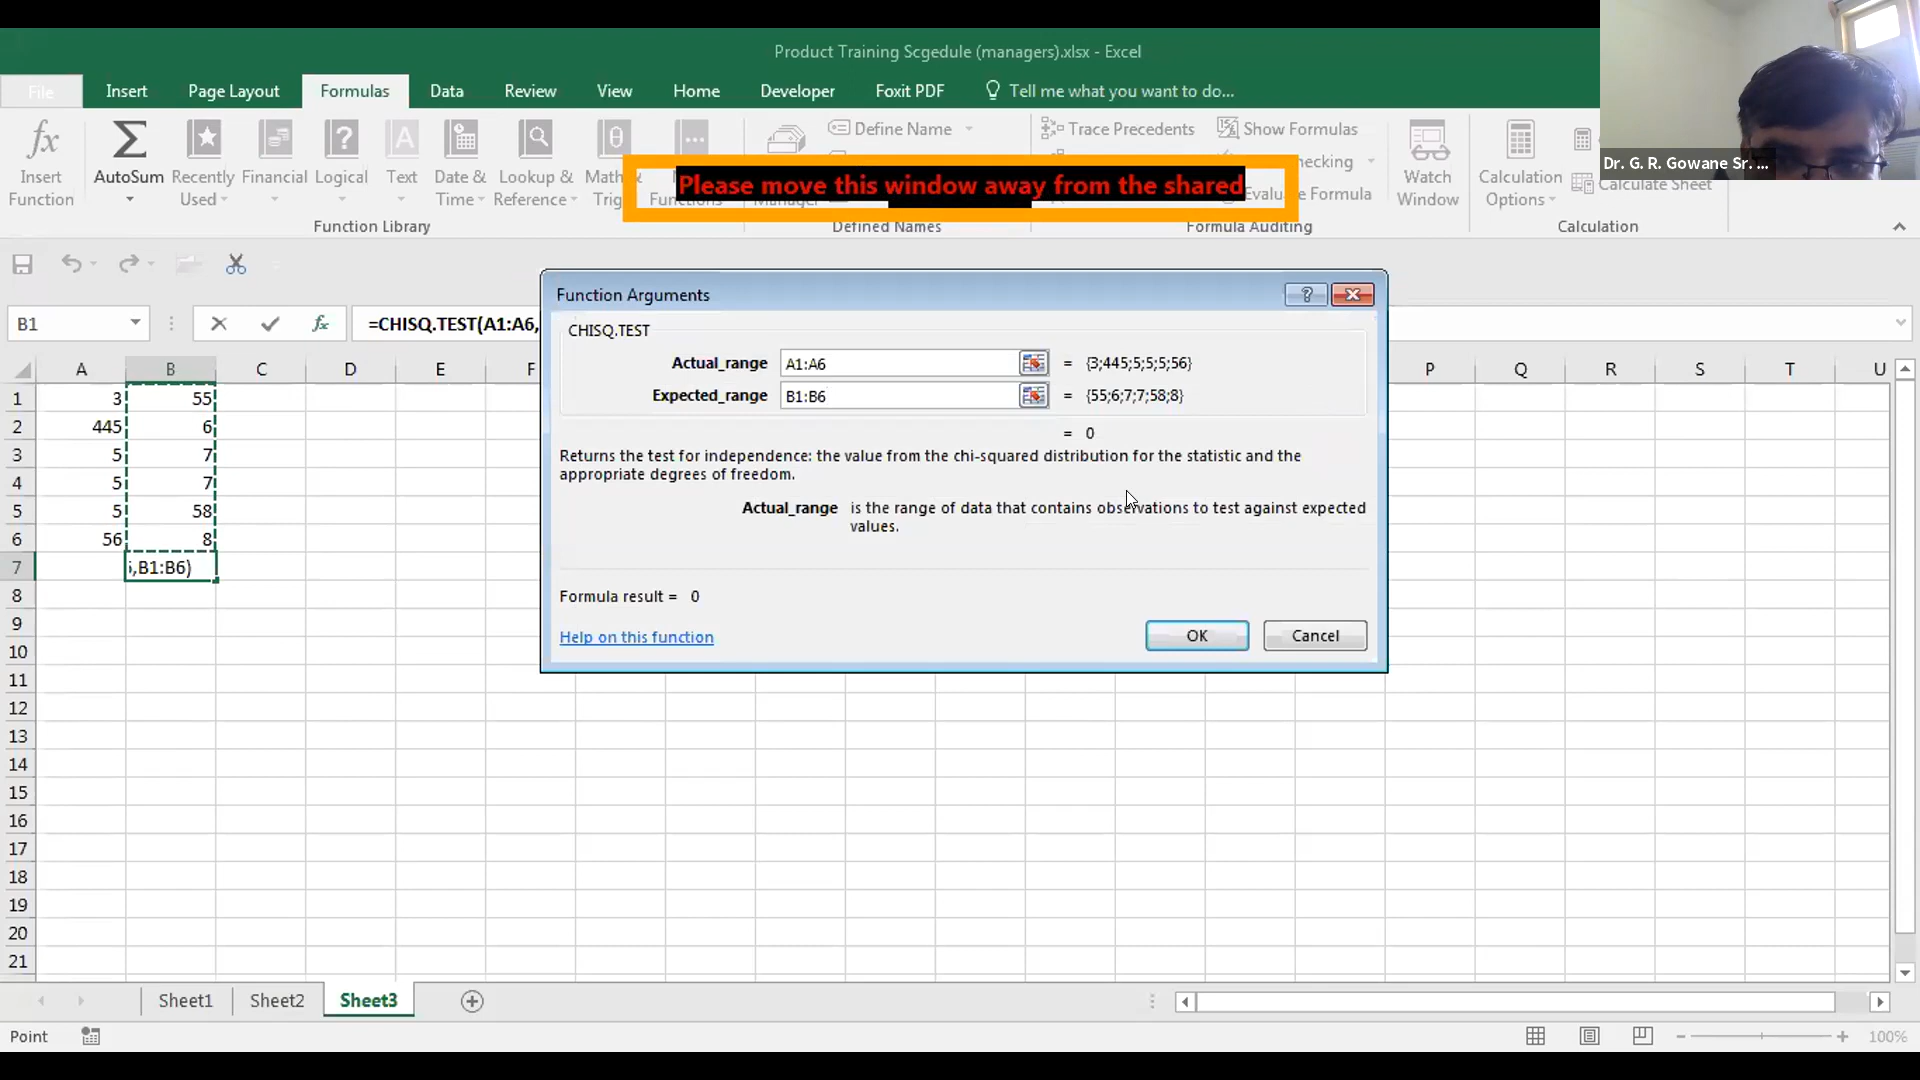 Product Training Scgedule (managers).xlsx - Excel
File Insert Page Layout Formulas Data Review View Home Developer Foxit PDF Tell me what you want to do...
fx Insert Function
AutoSum
Recently Used
Financial
Logical
Text
Date & Time
Lookup & Reference
Math Trig
Functions
Define Name
Manager
Trace Precedents
Show Formulas
hecking
Evaluate Formula
Watch Window
Calculation Options
Calculate Sheet
Please move this window away from the shared
Dr. G. R. Gowane Sr. ...
Function Library Defined Names Formula Auditing Calculation
B1 fx =CHISQ.TEST(A1:A6,
Function Arguments
CHISQ.TEST
Actual_range A1:A6 = {3;445;5;5;5;56}
Expected_range B1:B6 = {55;6;7;7;58;8}
= 0
Returns the test for independence: the value from the chi-squared distribution for the statistic and the
appropriate degrees of freedom.
Actual_range is the range of data that contains observations to test against expected
values.
Formula result = 0
Help on this function OK Cancel
A B C D E F P Q R S T U
1 3 55
2 445 6
3 5 7
4 5 7
5 5 58
6 56 8
7 ,B1:B6)
8
9
10
11
12
13
14
15
16
17
18
19
20
21
Sheet1 Sheet2 Sheet3
Point 100%